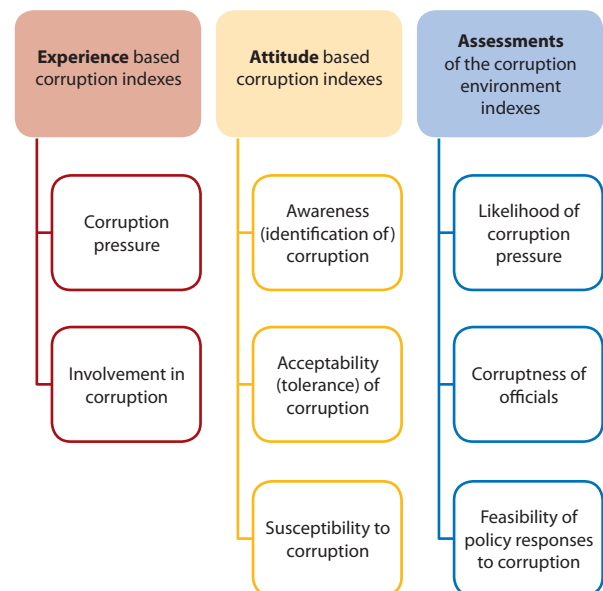 Experience based
corruption indexes
Corruption
pressure
Involvement in
corruption
Attitude based
corruption indexes
Awareness
(identification of)
corruption
Acceptability
(tolerance) of
corruption
Susceptibility to
corruption
Assessments
of the corruption
environment
indexes
Likelihood of
corruption
pressure
Corruptness of
officials
Feasibility of
policy responses
to corruption